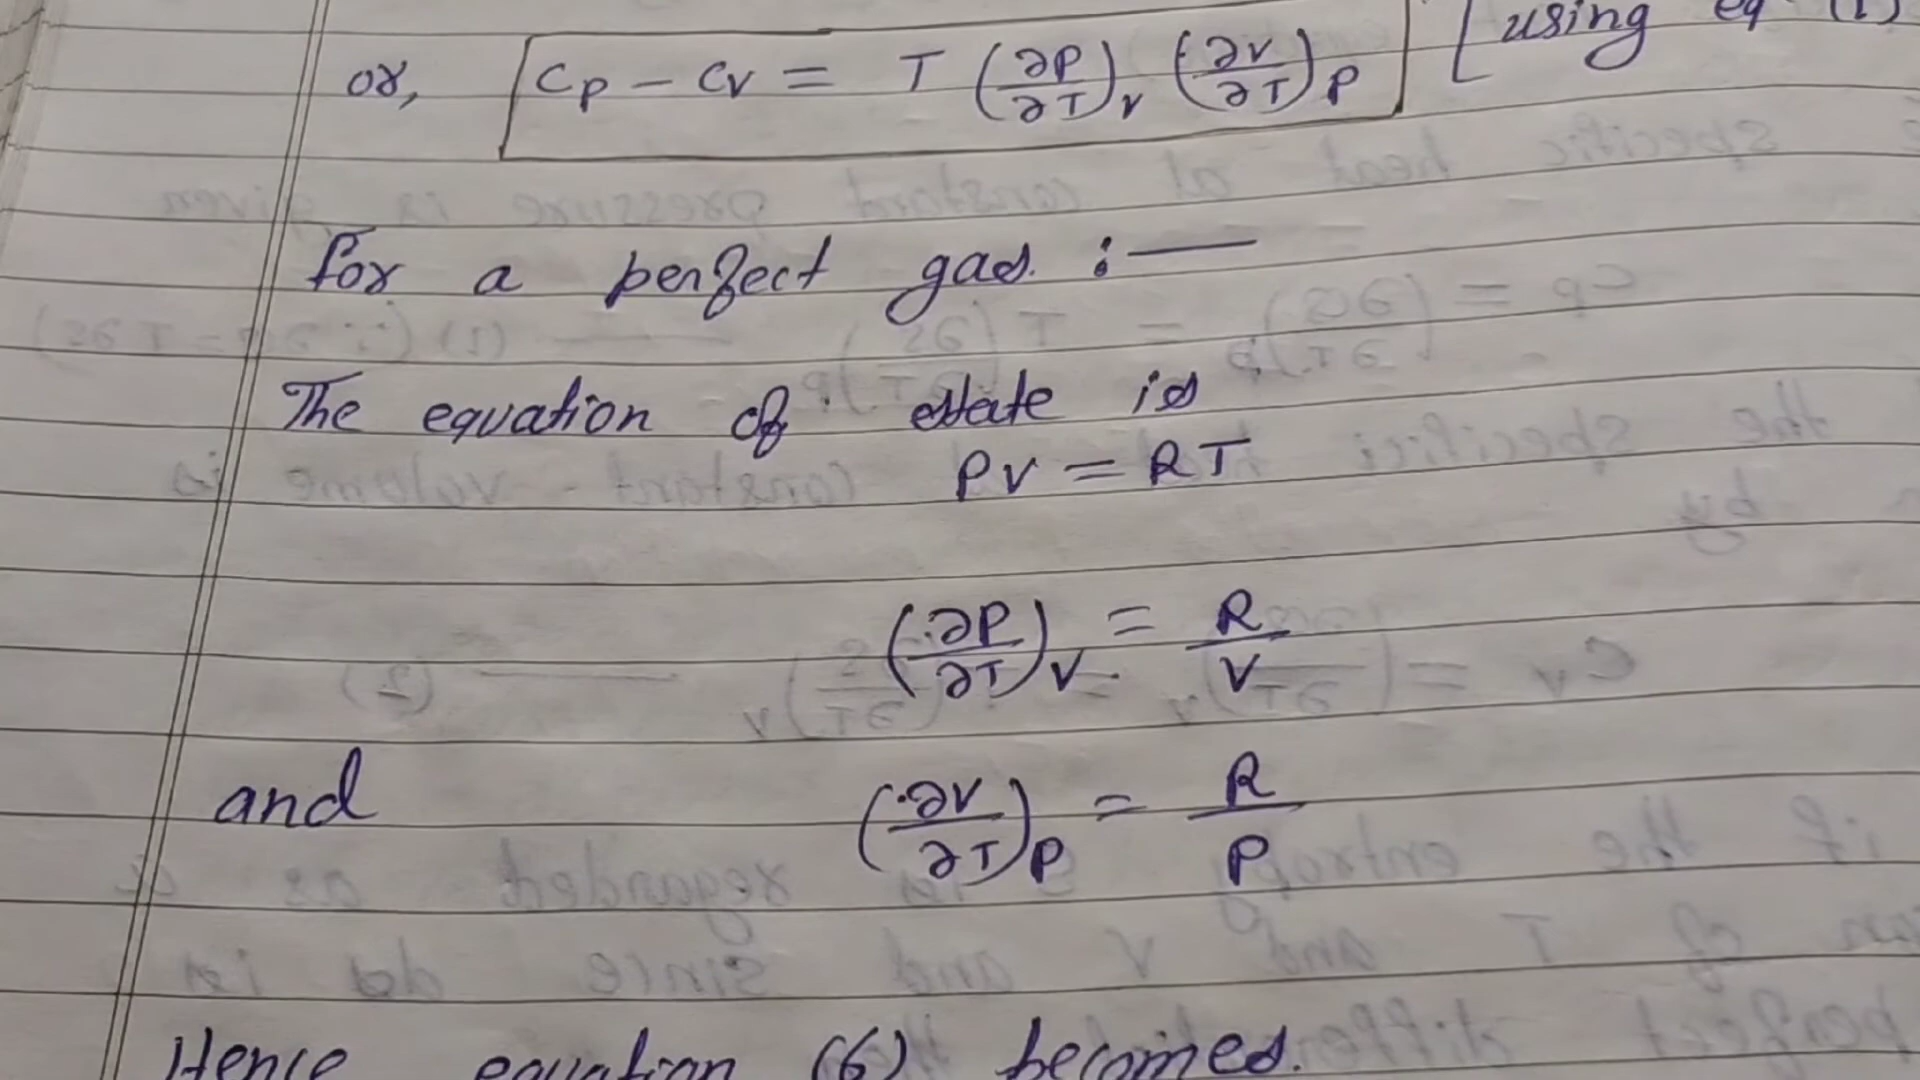 or, Cp - Cv = T (∂P/∂T)v (∂V/∂T)P [using eq (1)
for a perfect gas :—
The equation of state is
PV = RT
(∂P/∂T)V = R/V
and (∂V/∂T)P = R/P
Hence equation (6) becomes.